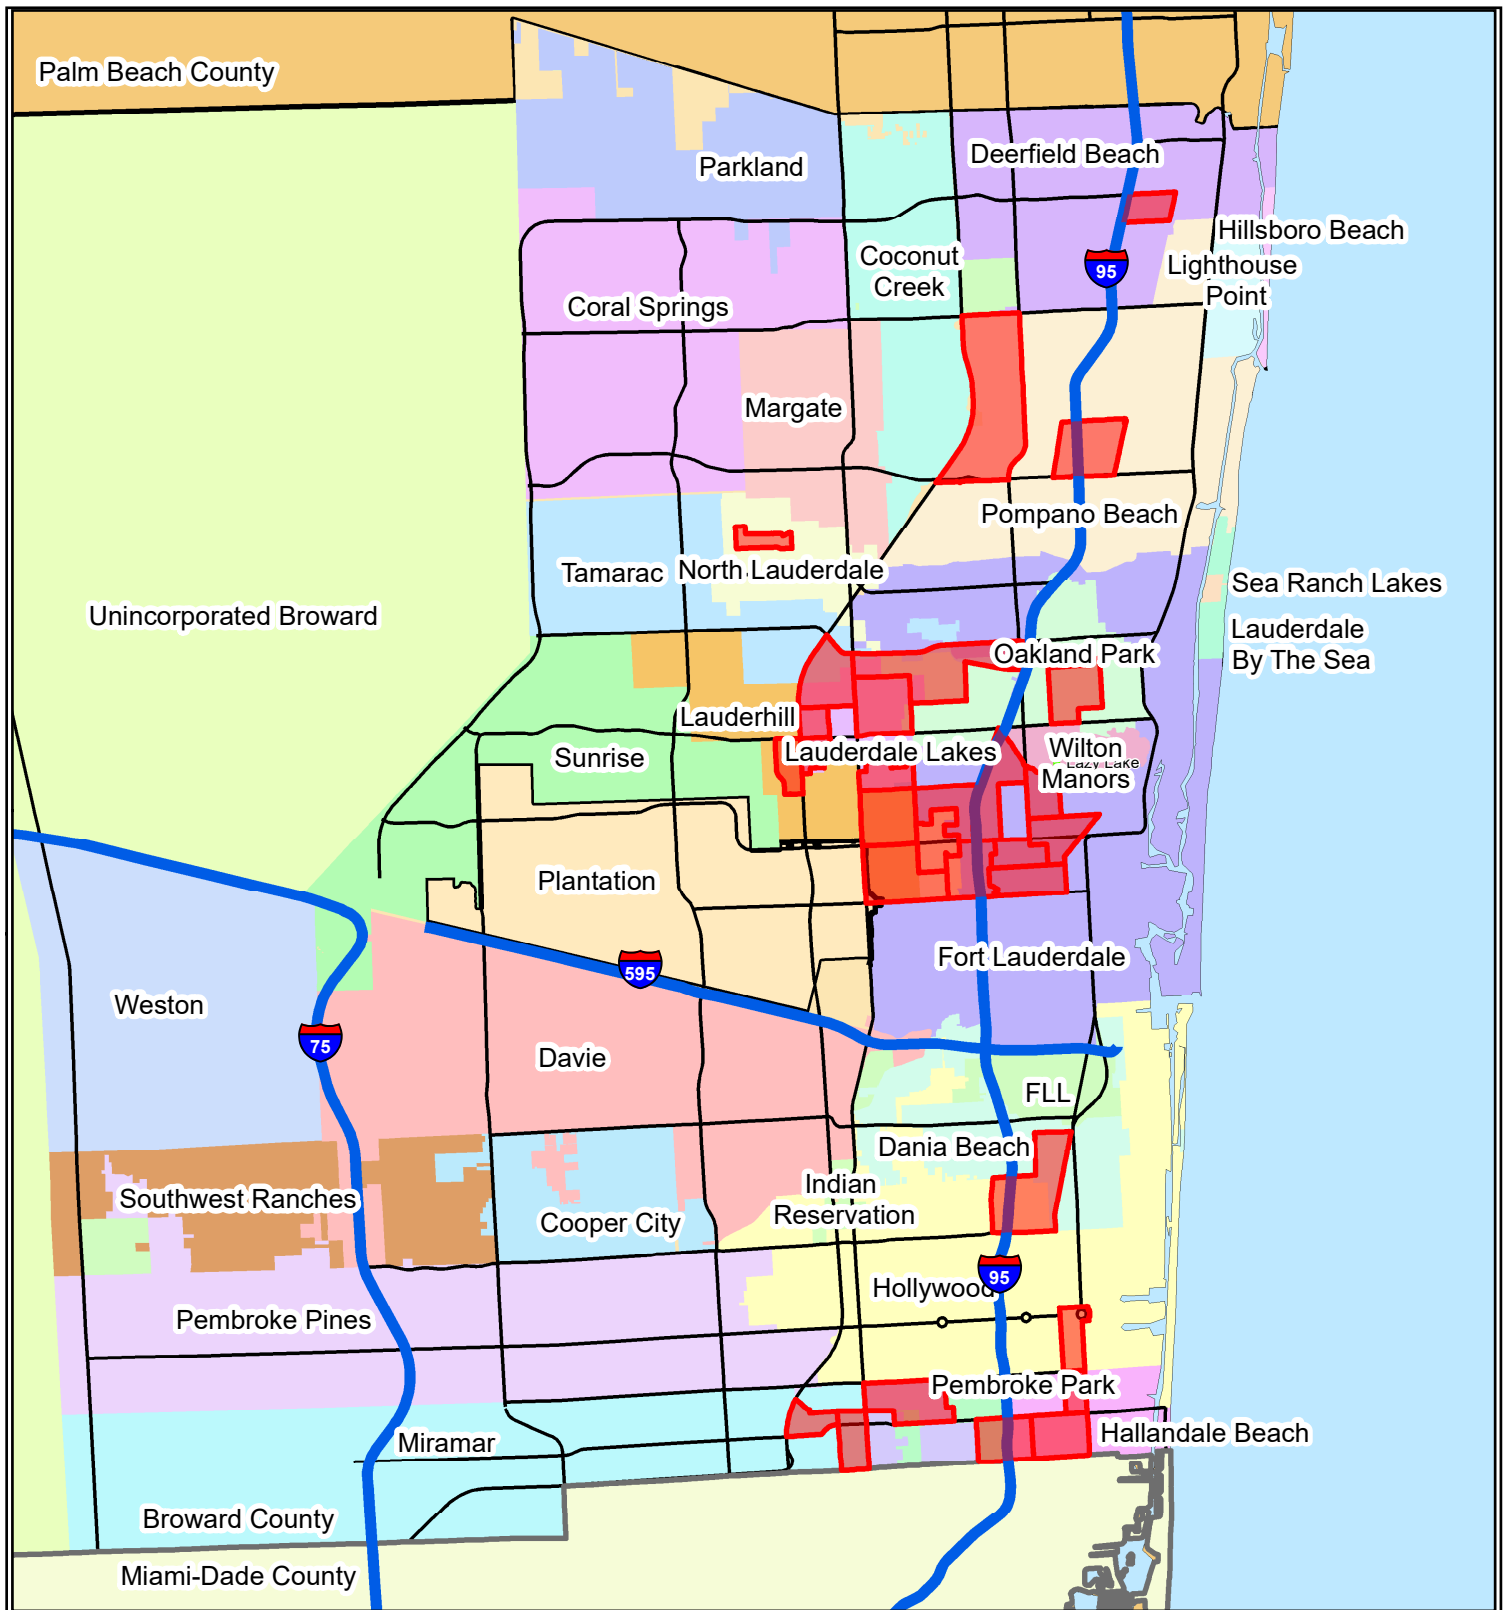 Palm Beach County
Deerfield Beach
Parkland
Hillsboro Beach
Coconut
Creek
Lighthouse
Point
95
Coral Springs
Margate
Pompano Beach
Tamarac
North Lauderdale
Sea Ranch Lakes
Unincorporated Broward
Lauderdale
By The Sea
Oakland Park
Lauderhill
Lauderdale Lakes
Wilton
Manors
Lazy Lake
Sunrise
Plantation
Fort Lauderdale
595
Weston
75
Davie
FLL
Dania Beach
Indian
Reservation
Southwest Ranches
Cooper City
95
Hollywood
Pembroke Pines
Pembroke Park
Hallandale Beach
Miramar
Broward County
Miami-Dade County